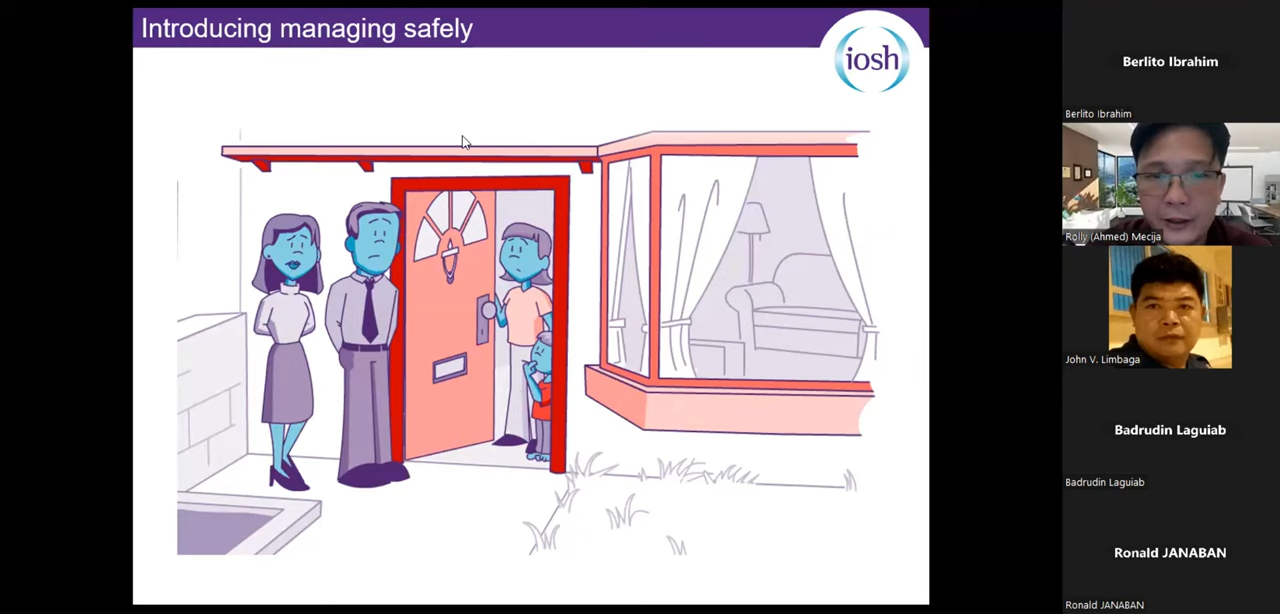 Introducing managing safely
iosh
Berlito Ibrahim
Berlito Ibrahim
Rolly (Ahmed) Mecija
John V. Limbaga
Badrudin Laguiab
Badrudin Laguiab
Ronald JANABAN
Ronald JANABAN